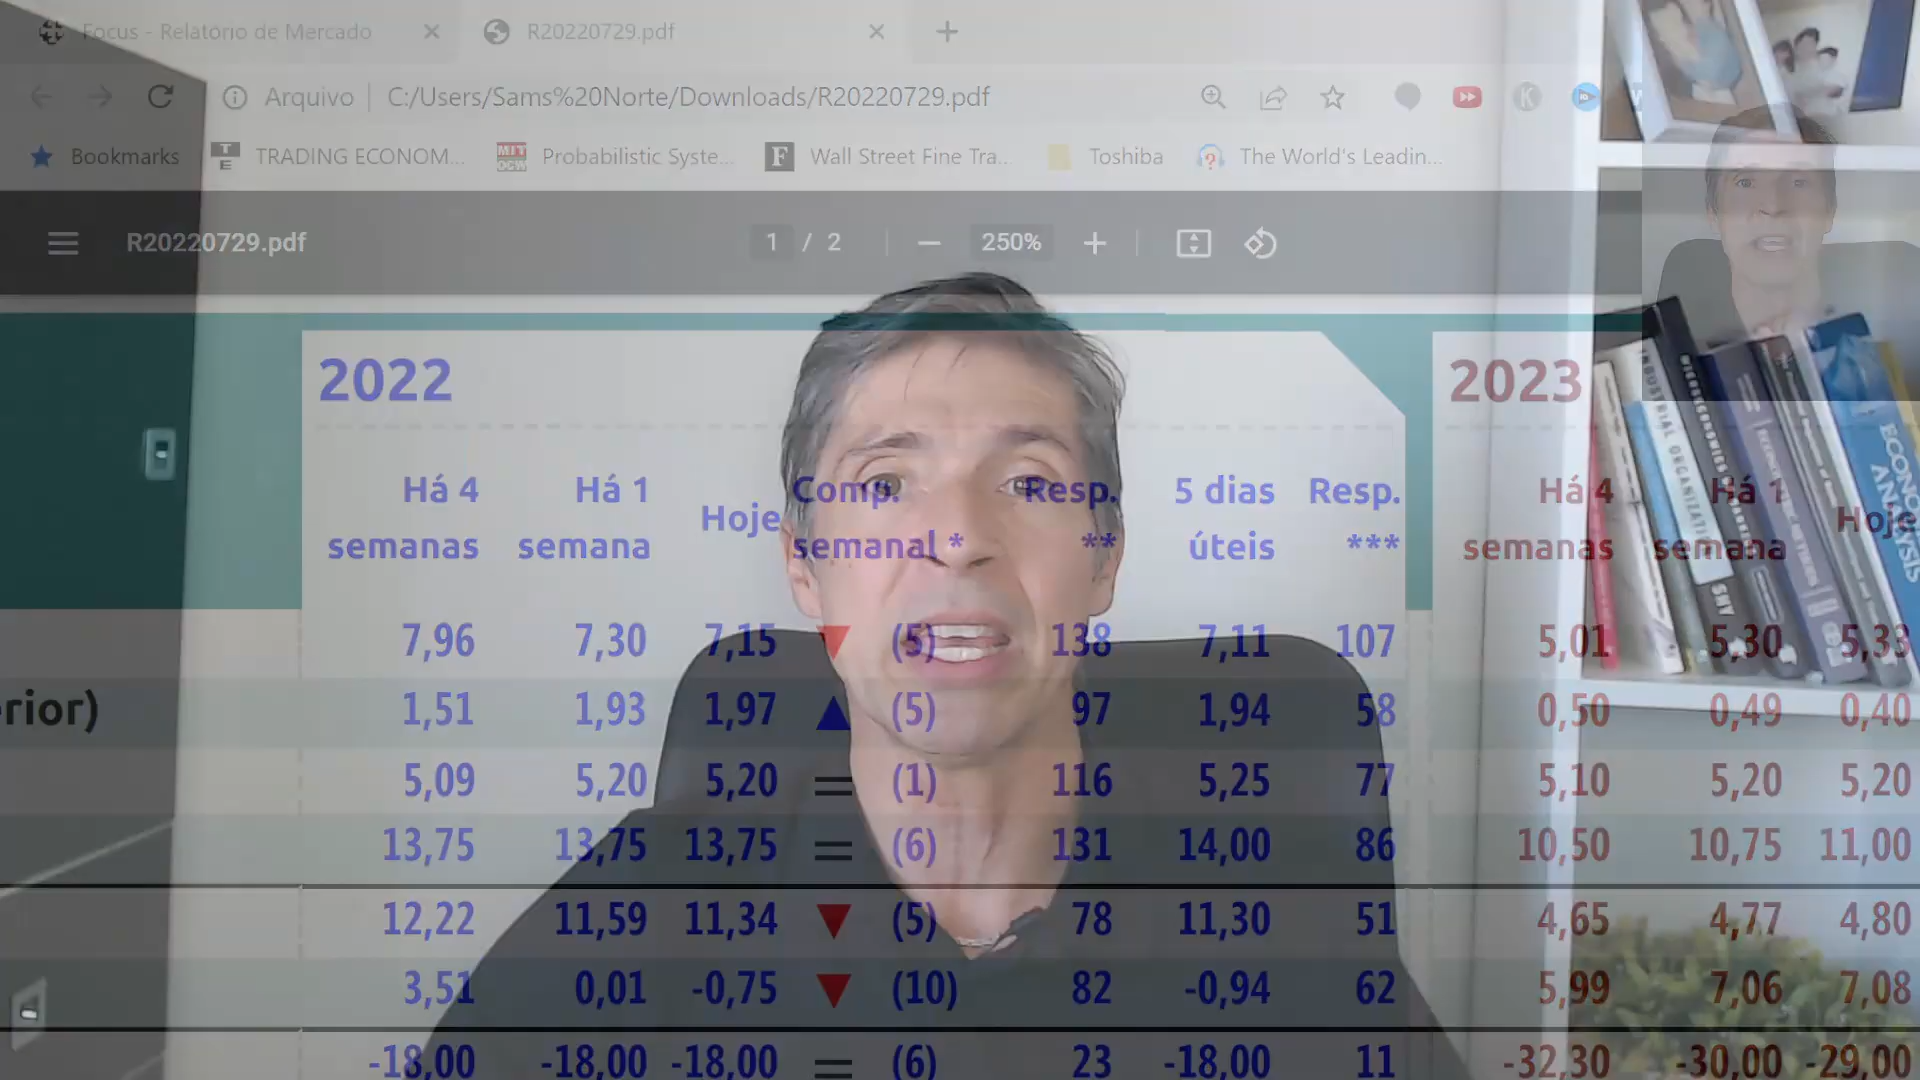 Focus - Relatório de Mercado
R20220729.pdf
Arquivo
C:/Users/Sams%20Norte/Downloads/R20220729.pdf
Bookmarks
TE
TRADING ECONOM...
MIT OCW
Probabilistic Syste...
F
Wall Street Fine Tra...
Toshiba
The World's Leadin...
R20220729.pdf
1 / 2
250%
2022
2023
Há 4 semanas
Há 1 semana
Hoje
Comp. semanal *
Resp. **
5 dias úteis
Resp. ***
Há 4 semanas
Há 1 semana
Hoje
7,96 7,30 7,15 ▼ (5) 138 7,11 107 5,01 5,30 5,33
rior) 1,51 1,93 1,97 ▲ (5) 97 1,94 58 0,50 0,49 0,40
5,09 5,20 5,20 = (1) 116 5,25 77 5,10 5,20 5,20
13,75 13,75 13,75 = (6) 131 14,00 86 10,50 10,75 11,00
12,22 11,59 11,34 ▼ (5) 78 11,30 51 4,65 4,77 4,80
3,51 0,01 -0,75 ▼ (10) 82 -0,94 62 5,99 7,06 7,08
-18,00 -18,00 -18,00 = (6) 23 -18,00 11 -32,30 -30,00 -29,00
INDUSTRIAL ORGANIZATI
ECONO
ANALYSIS
SHY